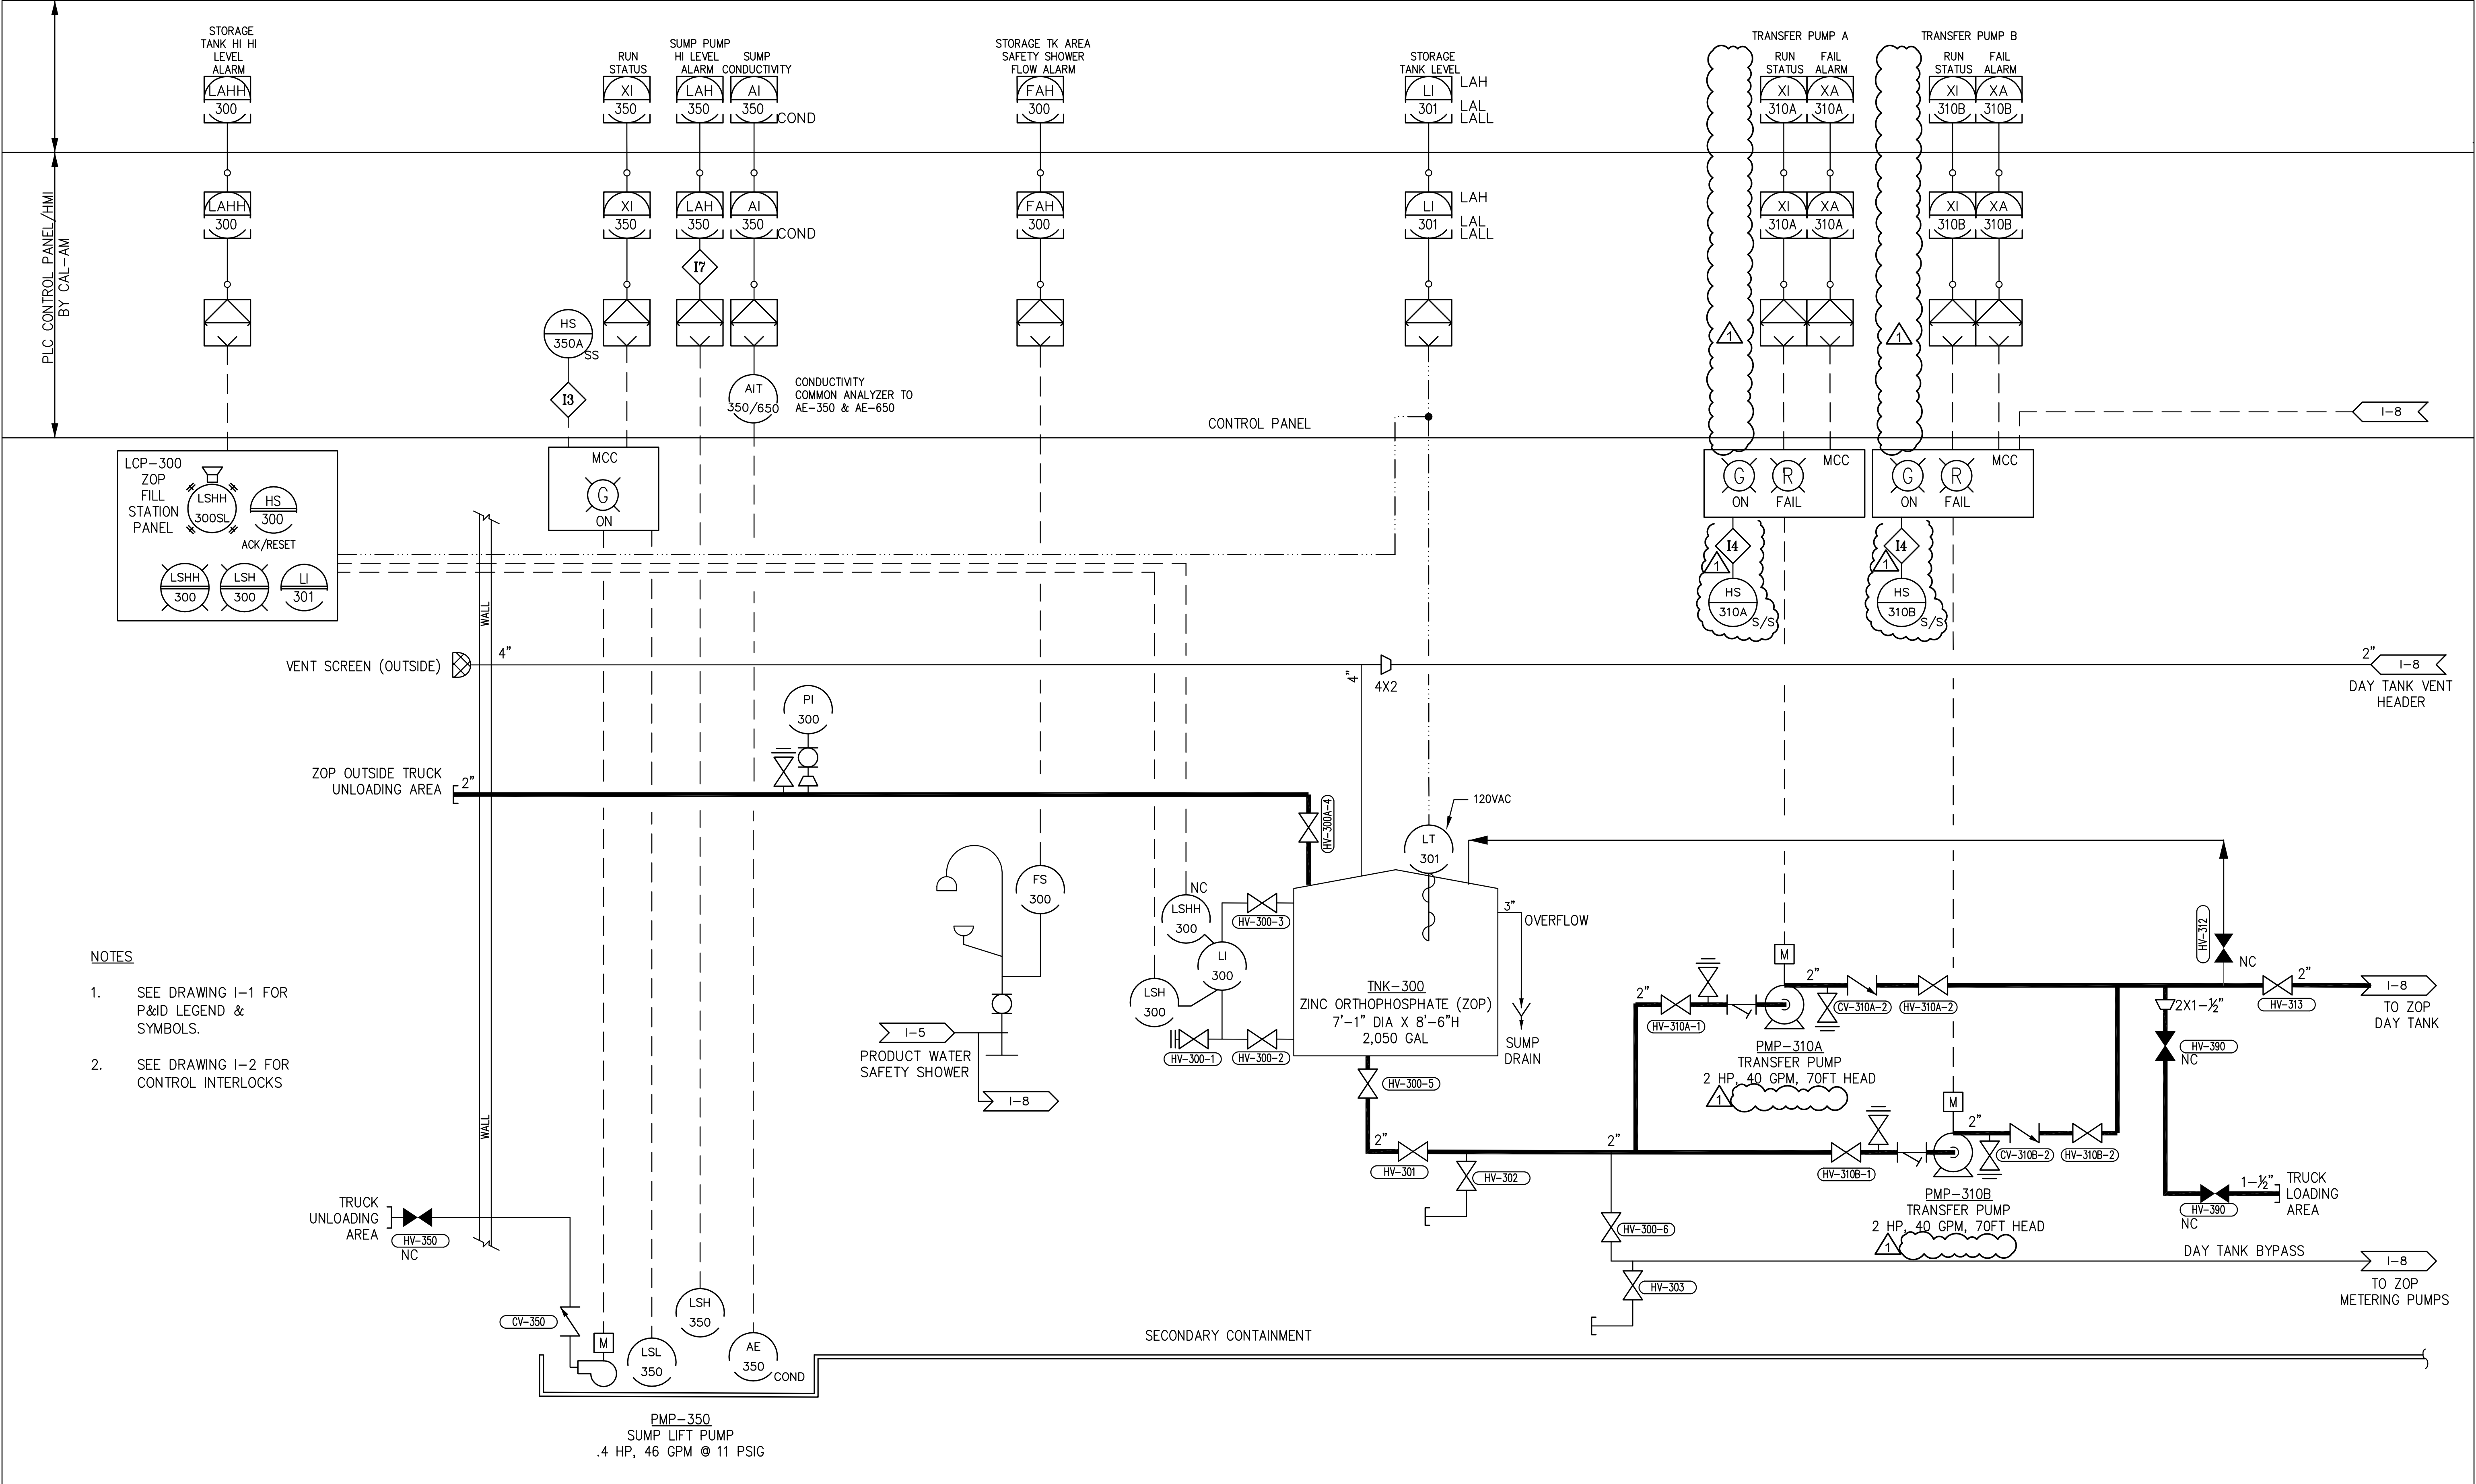 STORAGE
TANK HI HI
LEVEL
ALARM
LAHH
300
RUN
STATUS
XI
350
SUMP PUMP
HI LEVEL
ALARM
LAH
350
SUMP
CONDUCTIVITY
AI
350
COND
STORAGE TK AREA
SAFETY SHOWER
FLOW ALARM
FAH
300
STORAGE
TANK LEVEL
LI
301
LAH
LAL
LALL
TRANSFER PUMP A
RUN
STATUS
FAIL
ALARM
XI
310A
XA
310A
TRANSFER PUMP B
RUN
STATUS
FAIL
ALARM
XI
310B
XA
310B
PLC CONTROL PANEL/HMI
BY CAL-AM
LAHH
300
XI
350
LAH
350
AI
350
COND
FAH
300
LI
301
LAH
LAL
LALL
XI
310A
XA
310A
XI
310B
XA
310B
I7
HS
350A
SS
I3
AIT
350/650
CONDUCTIVITY
COMMON ANALYZER TO
AE-350 & AE-650
1
1
CONTROL PANEL
I-8
LCP-300
ZOP
FILL
STATION
PANEL
LSHH
300SL
HS
300
ACK/RESET
LSHH
300
LSH
300
LI
301
MCC
G
ON
G
ON
R
FAIL
MCC
G
ON
R
FAIL
MCC
I4
1
HS
310A
S/S
I4
1
HS
310B
S/S
WALL
VENT SCREEN (OUTSIDE)
4"
4"
4X2
2"
I-8
DAY TANK VENT
HEADER
PI
300
ZOP OUTSIDE TRUCK
UNLOADING AREA
2"
HV-300A-4
120VAC
LT
301
FS
300
NC
LSHH
300
HV-300-3
LI
300
LSH
300
HV-300-1
HV-300-2
3"
OVERFLOW
TNK-300
ZINC ORTHOPHOSPHATE (ZOP)
7'-1" DIA X 8'-6"H
2,050 GAL
SUMP
DRAIN
HV-300-5
NOTES
1. SEE DRAWING I-1 FOR
P&ID LEGEND &
SYMBOLS.
2. SEE DRAWING I-2 FOR
CONTROL INTERLOCKS
I-5
PRODUCT WATER
SAFETY SHOWER
I-8
M
2"
2"
HV-310A-1
CV-310A-2
HV-310A-2
PMP-310A
TRANSFER PUMP
2 HP, 40 GPM, 70FT HEAD
1
HV-312
NC
2"
HV-313
I-8
TO ZOP
DAY TANK
2X1-½"
HV-390
NC
M
2"
2"
2"
HV-301
HV-302
HV-310B-1
CV-310B-2
HV-310B-2
PMP-310B
TRANSFER PUMP
2 HP, 40 GPM, 70FT HEAD
1
1-½"
HV-390
NC
TRUCK
LOADING
AREA
HV-300-6
HV-303
DAY TANK BYPASS
I-8
TO ZOP
METERING PUMPS
WALL
TRUCK
UNLOADING
AREA
HV-350
NC
CV-350
M
LSL
350
LSH
350
AE
350
COND
SECONDARY CONTAINMENT
PMP-350
SUMP LIFT PUMP
.4 HP, 46 GPM @ 11 PSIG